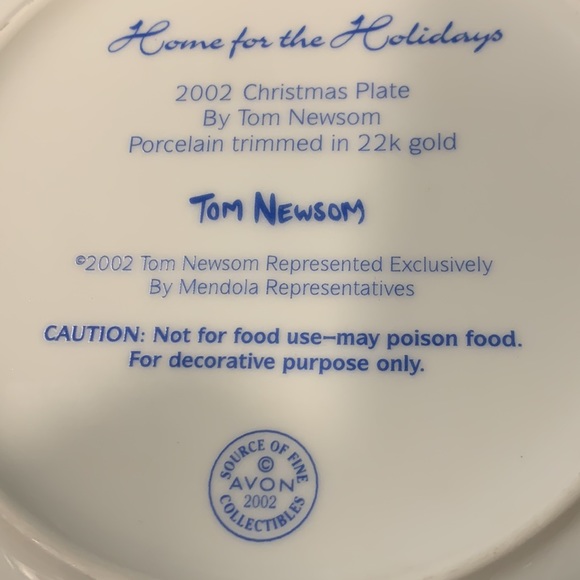 Home for the Holidays
2002 Christmas Plate
By Tom Newsom
Porcelain trimmed in 22k gold
TOM NEWSOM
©2002 Tom Newsom Represented Exclusively
By Mendola Representatives
CAUTION: Not for food use—may poison food.
For decorative purpose only.
SOURCE OF FINE
©
AVON
2002
COLLECTIBLES